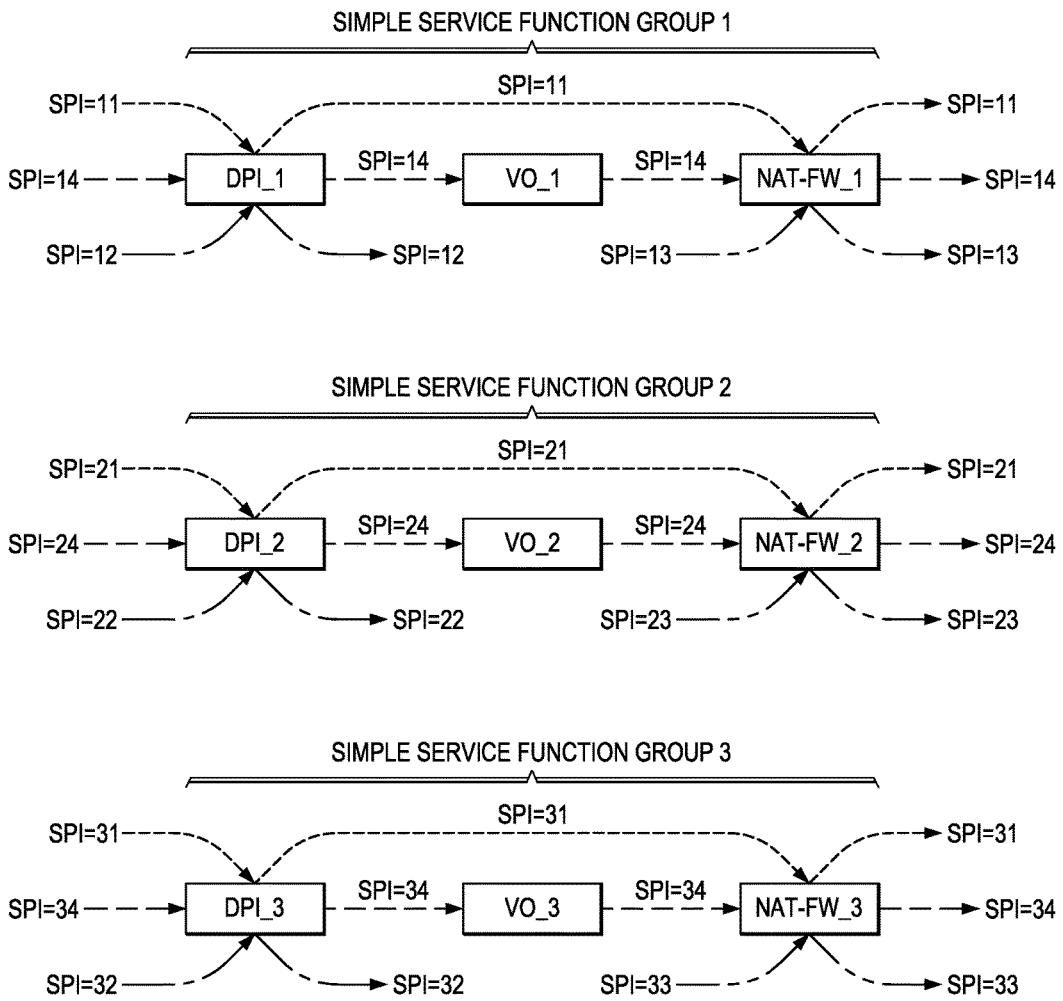 SIMPLE SERVICE FUNCTION GROUP 1
SPI=11
SPI=11
SPI=11
SPI=14
DPI_1
SPI=14
VO_1
SPI=14
NAT-FW_1
SPI=14
SPI=12
SPI=12
SPI=13
SPI=13
SIMPLE SERVICE FUNCTION GROUP 2
SPI=21
SPI=21
SPI=21
SPI=24
DPI_2
SPI=24
VO_2
SPI=24
NAT-FW_2
SPI=24
SPI=22
SPI=22
SPI=23
SPI=23
SIMPLE SERVICE FUNCTION GROUP 3
SPI=31
SPI=31
SPI=31
SPI=34
DPI_3
SPI=34
VO_3
SPI=34
NAT-FW_3
SPI=34
SPI=32
SPI=32
SPI=33
SPI=33